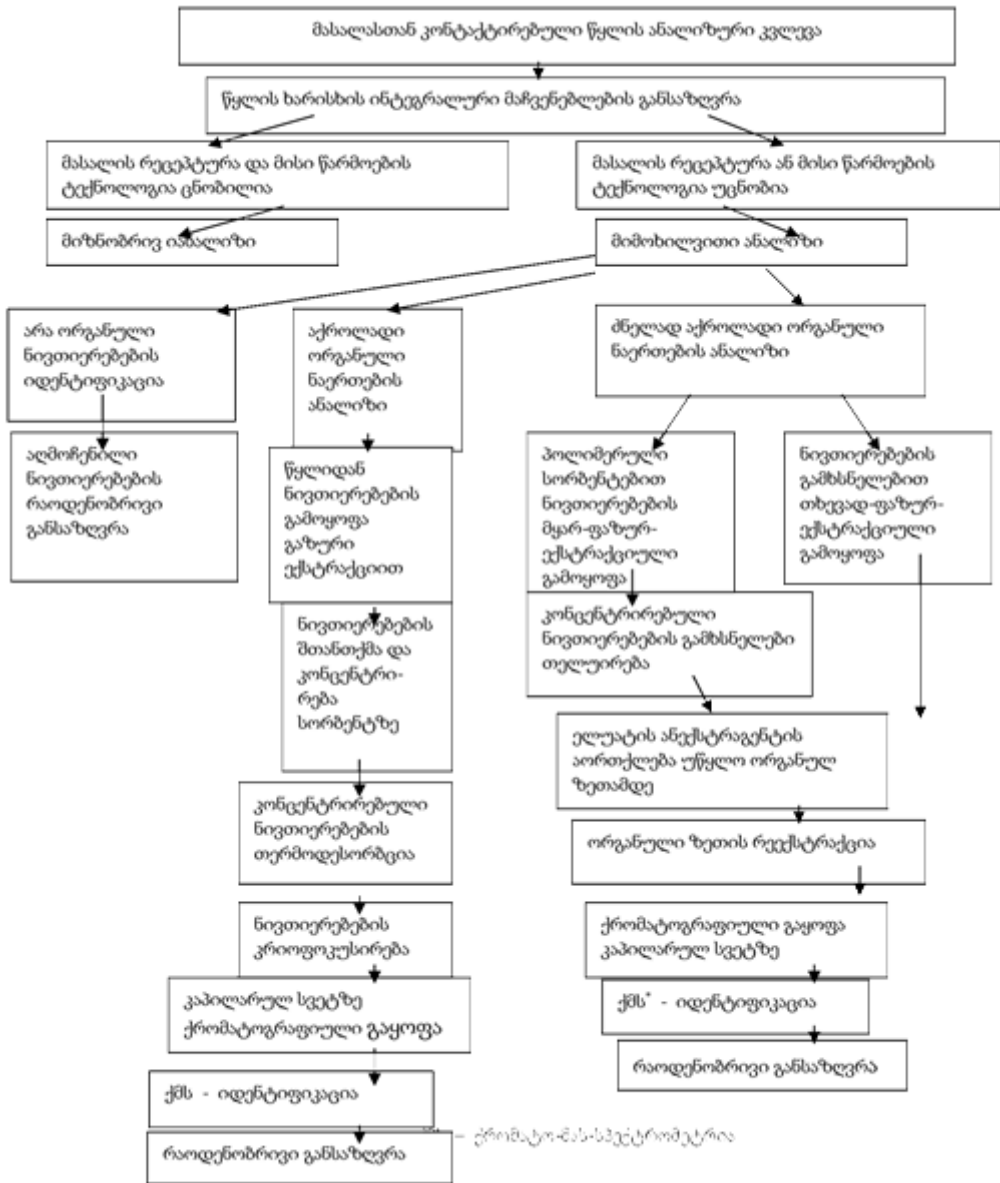 მასალასთან კონტაქტირებული წყლის ანალიზური კვლევა
წყლის ხარისხის ინტეგრალური მაჩვენებლების განსაზღვრა
მასალის რეცეპტურა და მისი წარმოების
ტექნოლოგია ცნობილია
მასალის რეცეპტურა ან მისი წარმოების
ტექნოლოგია უცნობია
მიზნობრივ იანალიზი
მიმოხილვითი ანალიზი
არა ორგანული
ნივთიერებების
იდენტიფიკაცია
აქროლადი
ორგანული
ნაერთების
ანალიზი
ძნელად აქროლადი ორგანული
ნაერთების ანალიზი
აღმოჩენილი
ნივთიერებების
რაოდენობრივი
განსაზღვრა
წყლიდან
ნივთიერებების
გამოყოფა
გაზური
ექსტრაქციით
პოლიმერული
სორბენტებით
ნივთიერებების
მყარ-ფაზურ-
ექსტრაქციული
გამოყოფა
ნივთიერებების
გამხსნელებით
თხევად-ფაზურ-
ექსტრაქციული
გამოყოფა
ნივთიერებების
შთანთქმა და
კონცენტრი-
რება
სორბენტზე
კონცენტრირებული
ნივთიერებების გამხსნელები
თელუირება
ელუატის ანექსტრაგენტის
აორთქლება უწყლო ორგანულ
ზეთამდე
კონცენტრირებული
ნივთიერებების
თერმოდესორბცია
ორგანული ზეთის რეექსტრაქცია
ნივთიერებების
კრიოფოკუსირება
ქრომატოგრაფიული გაყოფა
კაპილარულ სვეტზე
კაპილარულ სვეტზე
ქრომატოგრაფიული გაყოფა
ქმს* - იდენტიფიკაცია
რაოდენობრივი განსაზღვრა
ქმს - იდენტიფიკაცია
– ქრომატო-მას-სპექტრომეტრია
რაოდენობრივი განსაზღვრა